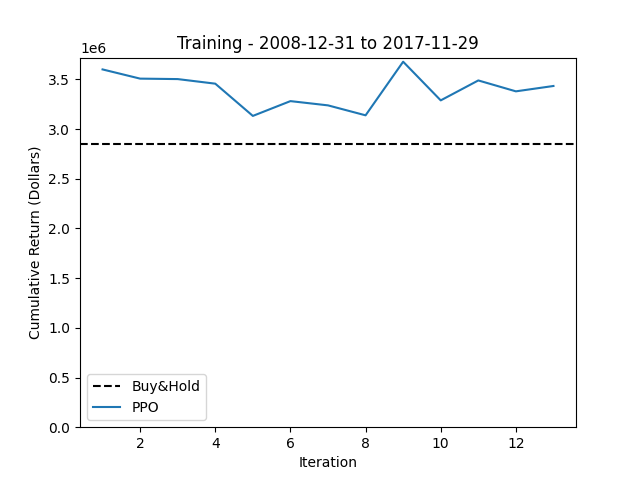 Training - 2008-12-31 to 2017-11-29
1e6
3.5
3.0
2.5
2.0
1.5
1.0
0.5
0.0
Cumulative Return (Dollars)
Buy&Hold
PPO
2 4 6 8 10 12
Iteration